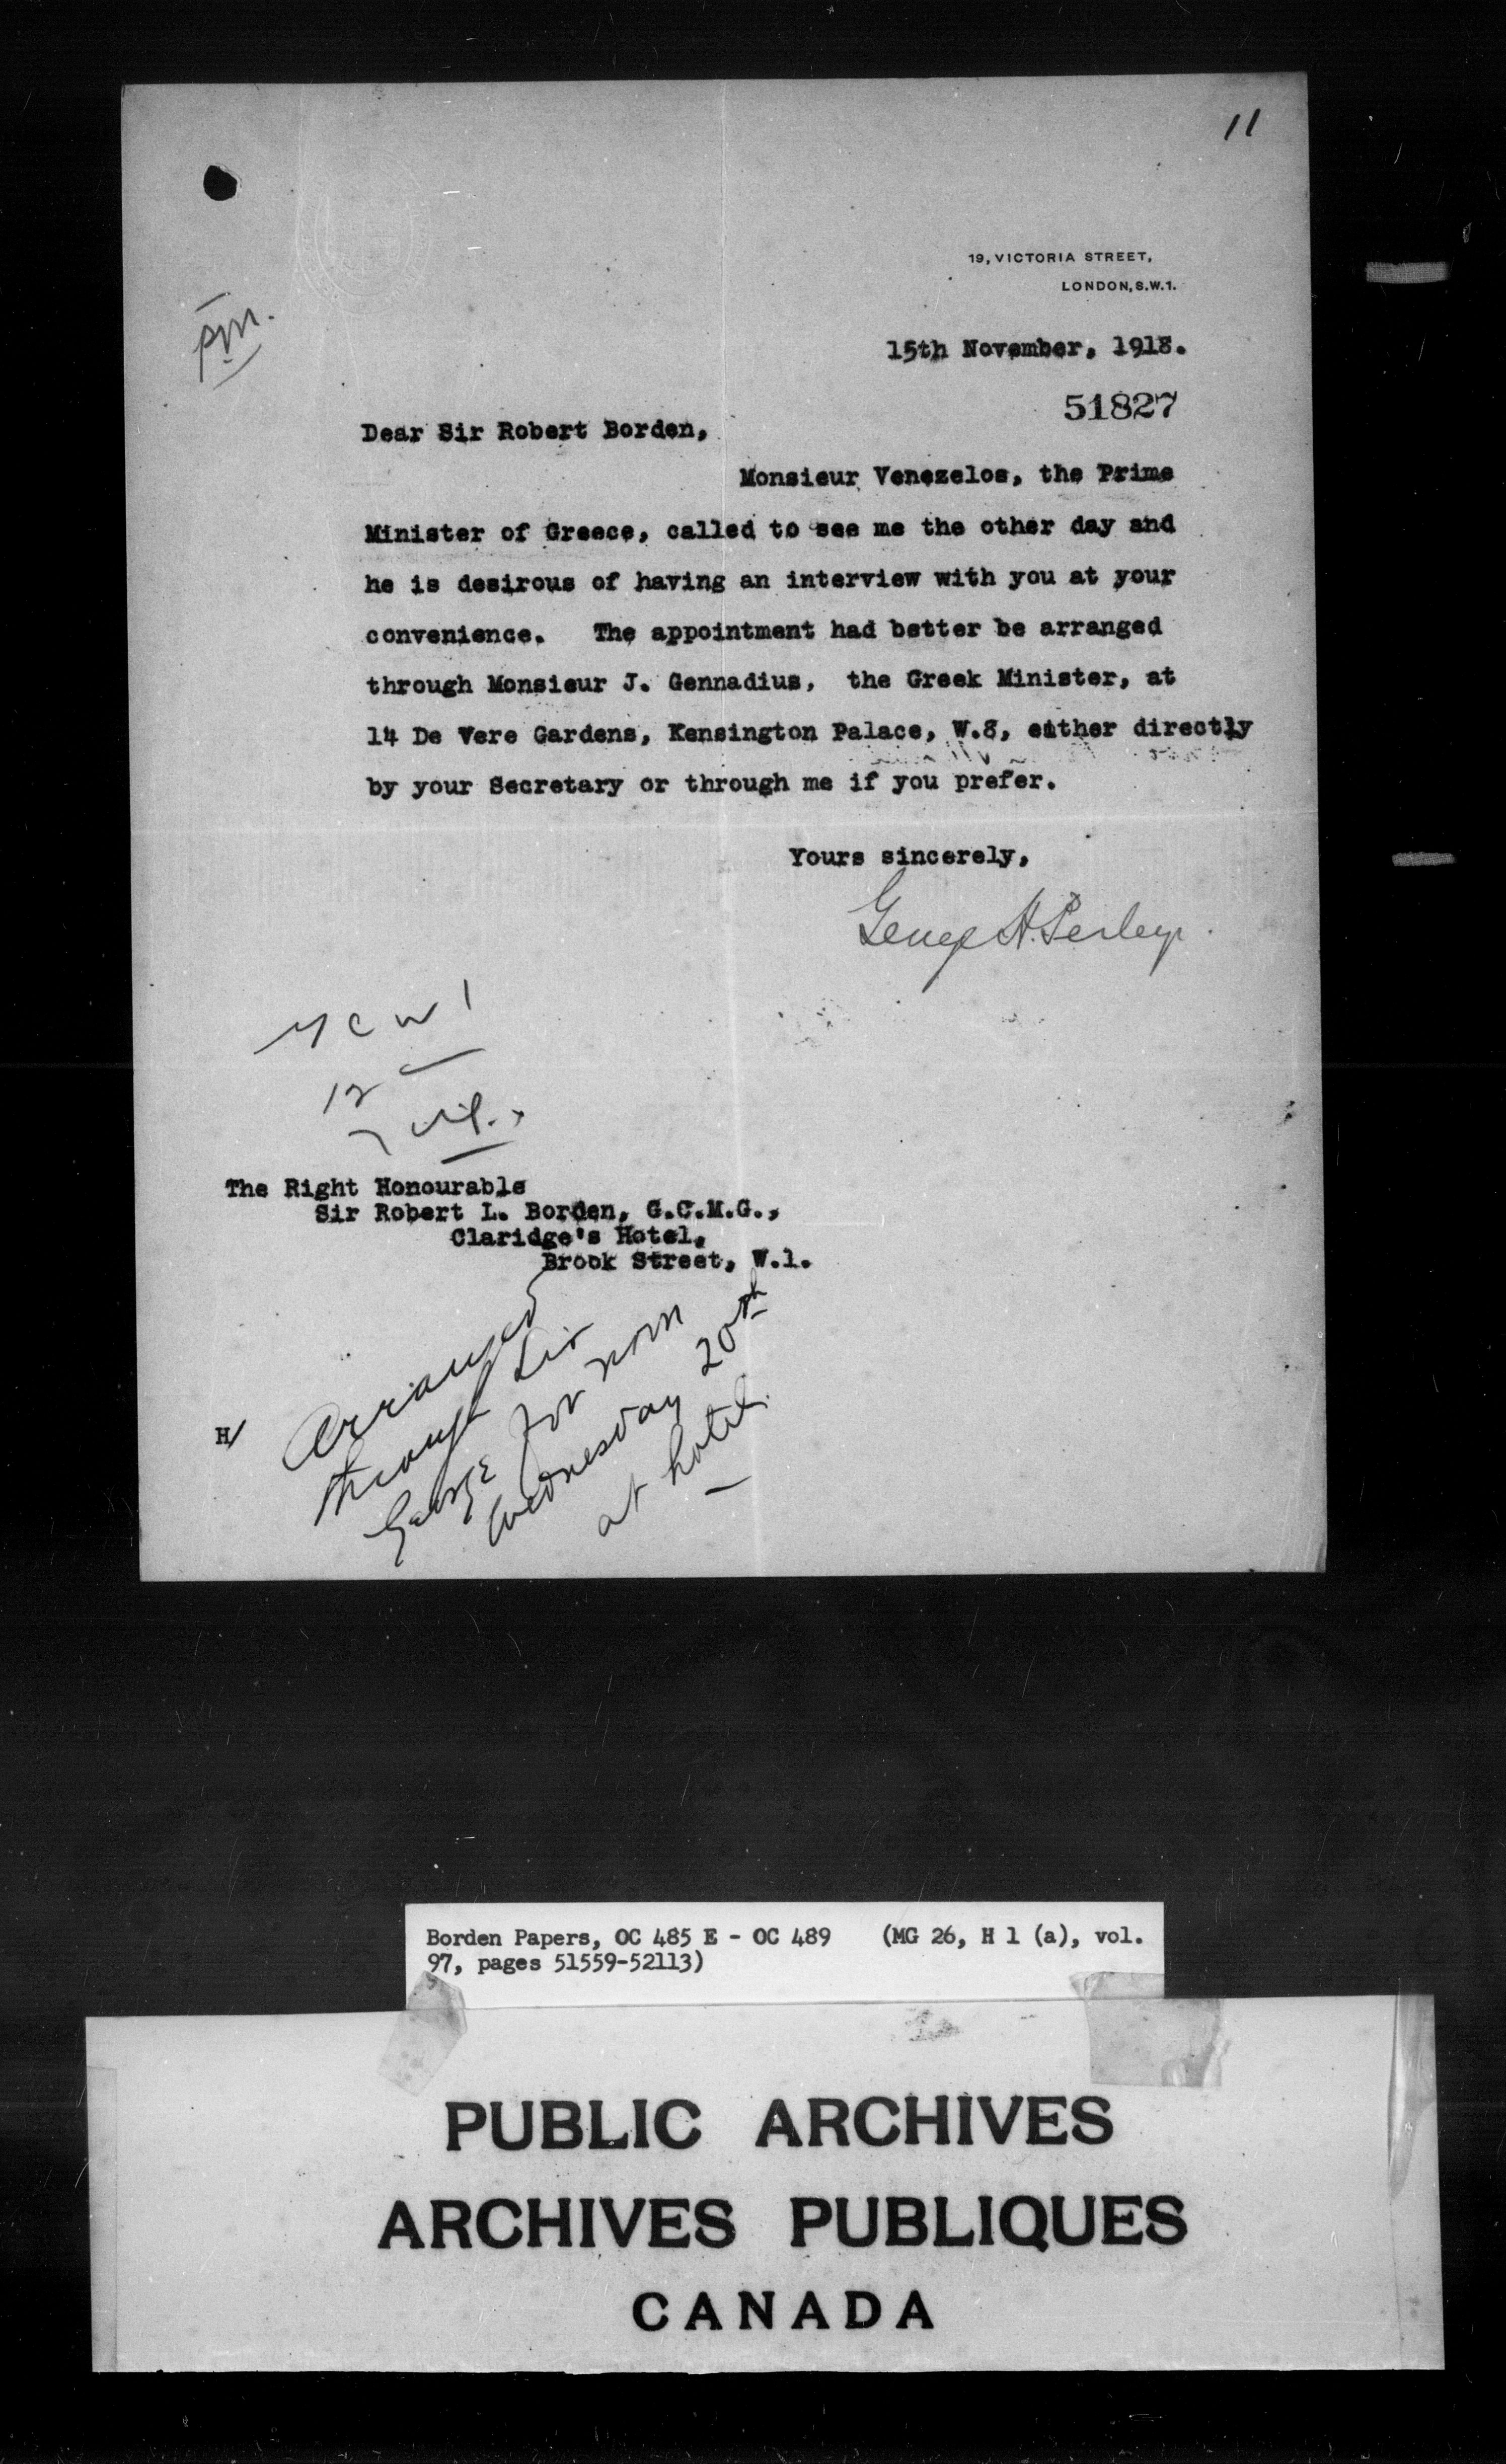 11
19, VICTORIA STREET,
LONDON, S.W.1.
pm.
15th November, 1918.
51827
Dear Sir Robert Borden,
Monsieur Venezelos, the Prime
Minister of Greece, called to see me the other day and
he is desirous of having an interview with you at your
convenience. The appointment had better be arranged
through Monsieur J. Gennadius, the Greek Minister, at
14 De Vere Gardens, Kensington Palace, W.8, either directly
by your Secretary or through me if you prefer.
Yours sincerely,
George H. Perley.
12
The Right Honourable
Sir Robert L. Borden, G.C.M.G.,
Claridge's Hotel,
Brook Street, W.1.
H/
Arranged
through Sir
George for noon
Wednesday 20th
at hotel.
Borden Papers, OC 485 E - OC 489 (MG 26, H 1 (a), vol.
97, pages 51559-52113)
PUBLIC ARCHIVES
ARCHIVES PUBLIQUES
CANADA